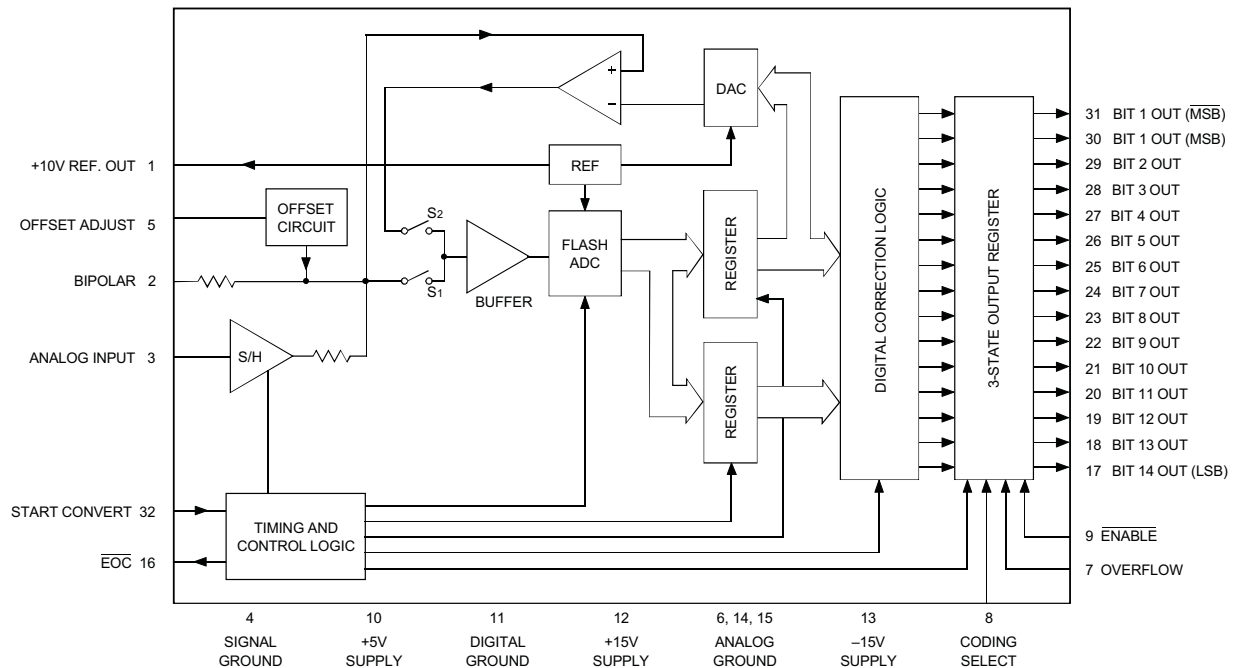 +
–
DAC
+10V REF. OUT 1
REF
OFFSET ADJUST 5
OFFSET
CIRCUIT
S2
S1
BUFFER
FLASH
ADC
REGISTER
REGISTER
DIGITAL CORRECTION LOGIC
3-STATE OUTPUT REGISTER
BIPOLAR 2
ANALOG INPUT 3
S/H
START CONVERT 32
EOC 16
TIMING AND
CONTROL LOGIC
31 BIT 1 OUT (MSB)
30 BIT 1 OUT (MSB)
29 BIT 2 OUT
28 BIT 3 OUT
27 BIT 4 OUT
26 BIT 5 OUT
25 BIT 6 OUT
24 BIT 7 OUT
23 BIT 8 OUT
22 BIT 9 OUT
21 BIT 10 OUT
20 BIT 11 OUT
19 BIT 12 OUT
18 BIT 13 OUT
17 BIT 14 OUT (LSB)
9 ENABLE
7 OVERFLOW
4
SIGNAL
GROUND
10
+5V
SUPPLY
11
DIGITAL
GROUND
12
+15V
SUPPLY
6, 14, 15
ANALOG
GROUND
13
–15V
SUPPLY
8
CODING
SELECT